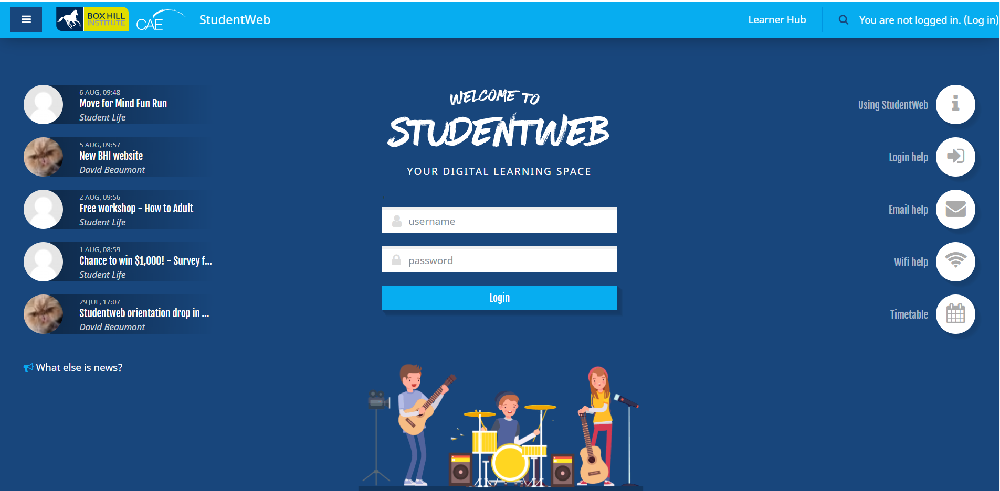 BOX HILL
INSTITUTE
CAE
StudentWeb
Learner Hub
You are not logged in. (Log in)
6 AUG, 09:48
Move for Mind Fun Run
Student Life
5 AUG, 09:57
New BHI website
David Beaumont
2 AUG, 09:56
Free workshop - How to Adult
Student Life
1 AUG, 08:59
Chance to win $1,000! - Survey f...
Student Life
29 JUL, 17:07
Studentweb orientation drop in ...
David Beaumont
What else is news?
WELCOME TO
STUDENTWEB
YOUR DIGITAL LEARNING SPACE
username
password
Login
Using StudentWeb
Login help
Email help
Wifi help
Timetable